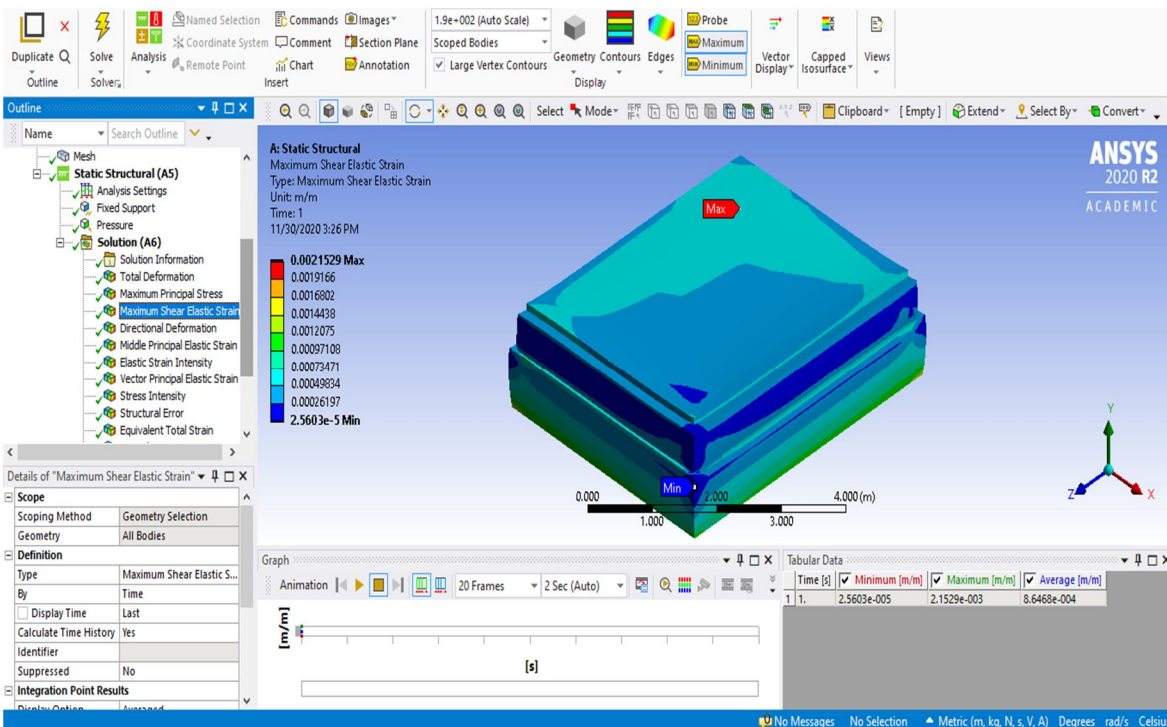 Duplicate
Outline
Solve
Solver
Analysis
Named Selection
Coordinate System
Remote Point
Commands
Comment
Chart
Images
Section Plane
Annotation
Insert
1.9e+002 (Auto Scale)
Scoped Bodies
Large Vertex Contours
Geometry
Contours
Edges
Display
Probe
Maximum
Minimum
Vector Display
Capped Isosurface
Views
Outline
Name
Search Outline
Select
Mode
Clipboard
[ Empty ]
Extend
Select By
Convert
Mesh
Static Structural (A5)
Analysis Settings
Fixed Support
Pressure
Solution (A6)
Solution Information
Total Deformation
Maximum Principal Stress
Maximum Shear Elastic Strain
Directional Deformation
Middle Principal Elastic Strain
Elastic Strain Intensity
Vector Principal Elastic Strain
Stress Intensity
Structural Error
Equivalent Total Strain
A: Static Structural
Maximum Shear Elastic Strain
Type: Maximum Shear Elastic Strain
Unit: m/m
Time: 1
11/30/2020 3:26 PM
0.0021529 Max
0.0019166
0.0016802
0.0014438
0.0012075
0.00097108
0.00073471
0.00049834
0.00026197
2.5603e-5 Min
Max
Min
ANSYS
2020 R2
ACADEMIC
0.000
2.000
4.000 (m)
1.000
3.000
Y
Z
X
Details of "Maximum Shear Elastic Strain"
Scope
Scoping Method Geometry Selection
Geometry All Bodies
Definition
Type Maximum Shear Elastic S...
By Time
Display Time Last
Calculate Time History Yes
Identifier
Suppressed No
Integration Point Results
Display Option Averaged
Graph
Animation
20 Frames
2 Sec (Auto)
[m/m]
[s]
Tabular Data
Time [s] Minimum [m/m] Maximum [m/m] Average [m/m]
1 1. 2.5603e-005 2.1529e-003 8.6468e-004
No Messages
No Selection
Metric (m, kg, N, s, V, A) Degrees rad/s Celsiu